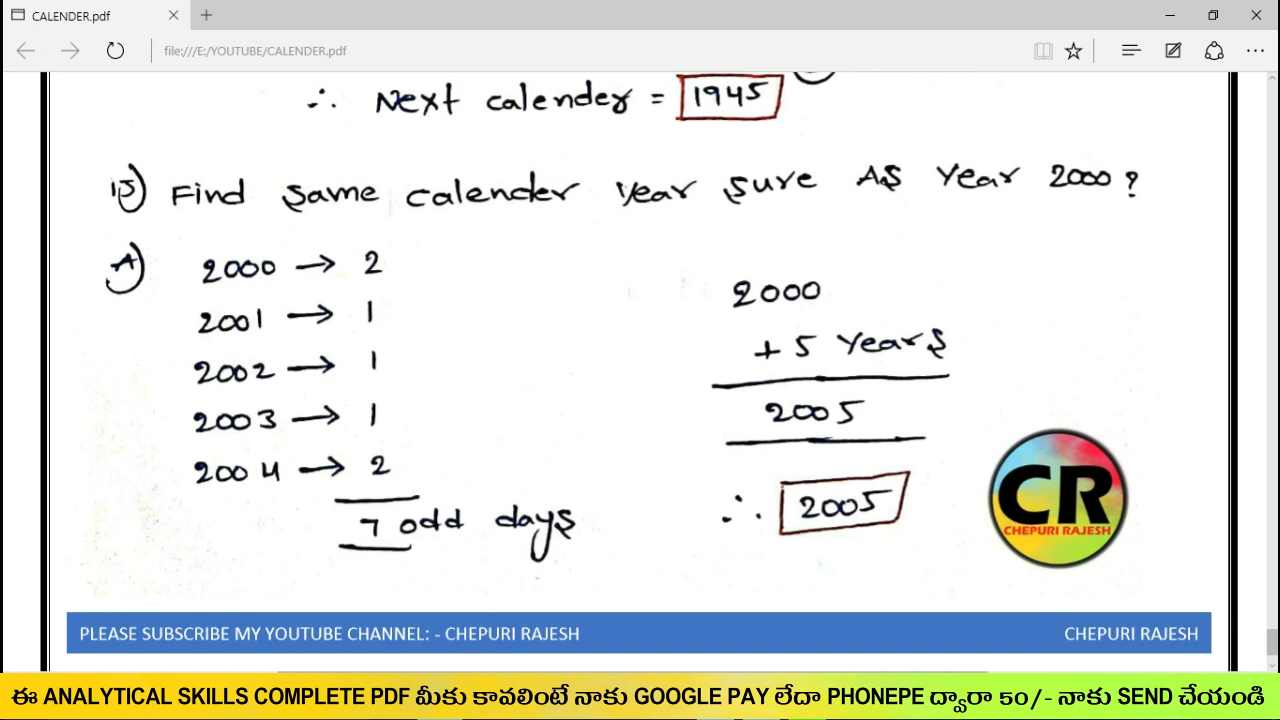 CALENDER.pdf
file:///E:/YOUTUBE/CALENDER.pdf
∴ Next calender = 1945
15) Find same calender year sure As year 2000 ?
A)
2000 → 2
2001 → 1
2002 → 1
2003 → 1
2004 → 2
7 odd days
2000
+ 5 years
2005
∴ 2005
CR
CHEPURI RAJESH
PLEASE SUBSCRIBE MY YOUTUBE CHANNEL: - CHEPURI RAJESH
CHEPURI RAJESH
ఈ ANALYTICAL SKILLS COMPLETE PDF మీకు కావలింటే నాకు GOOGLE PAY లేదా PHONEPE ద్వారా 50/- నాకు SEND చేయండి